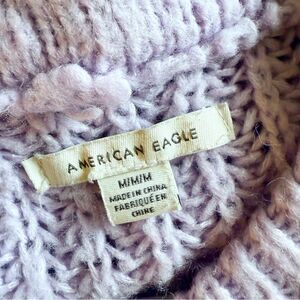 AMERICAN EAGLE
M/M/M
MADE IN CHINA
FABRIQUÉ EN
CHINE